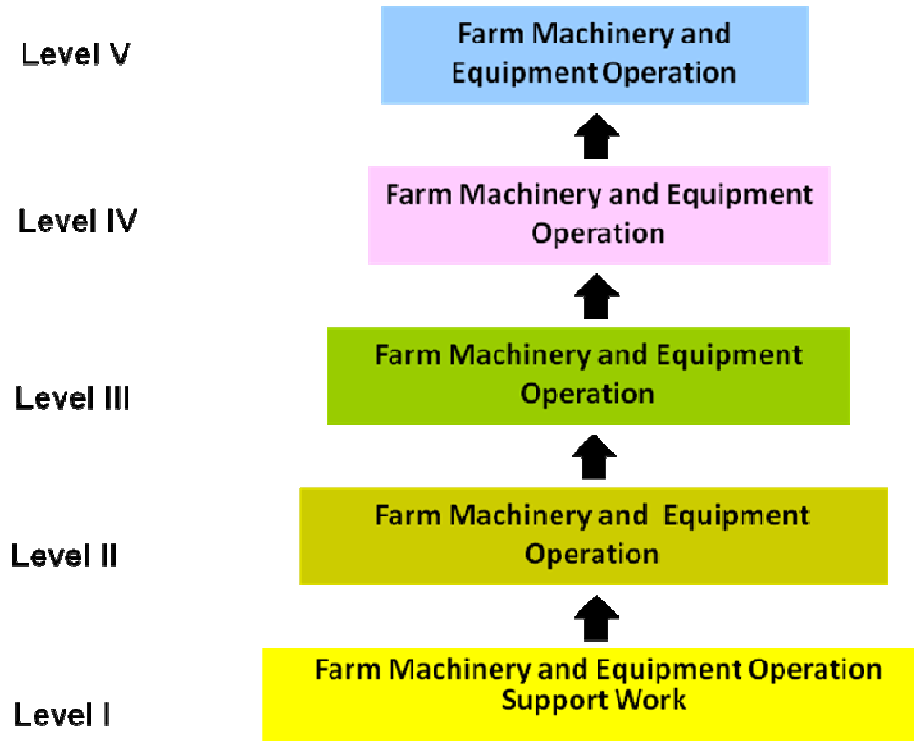 Level V
Farm Machinery and
Equipment Operation
Level IV
Farm Machinery and Equipment
Operation
Level III
Farm Machinery and Equipment
Operation
Level II
Farm Machinery and Equipment
Operation
Level I
Farm Machinery and Equipment Operation
Support Work